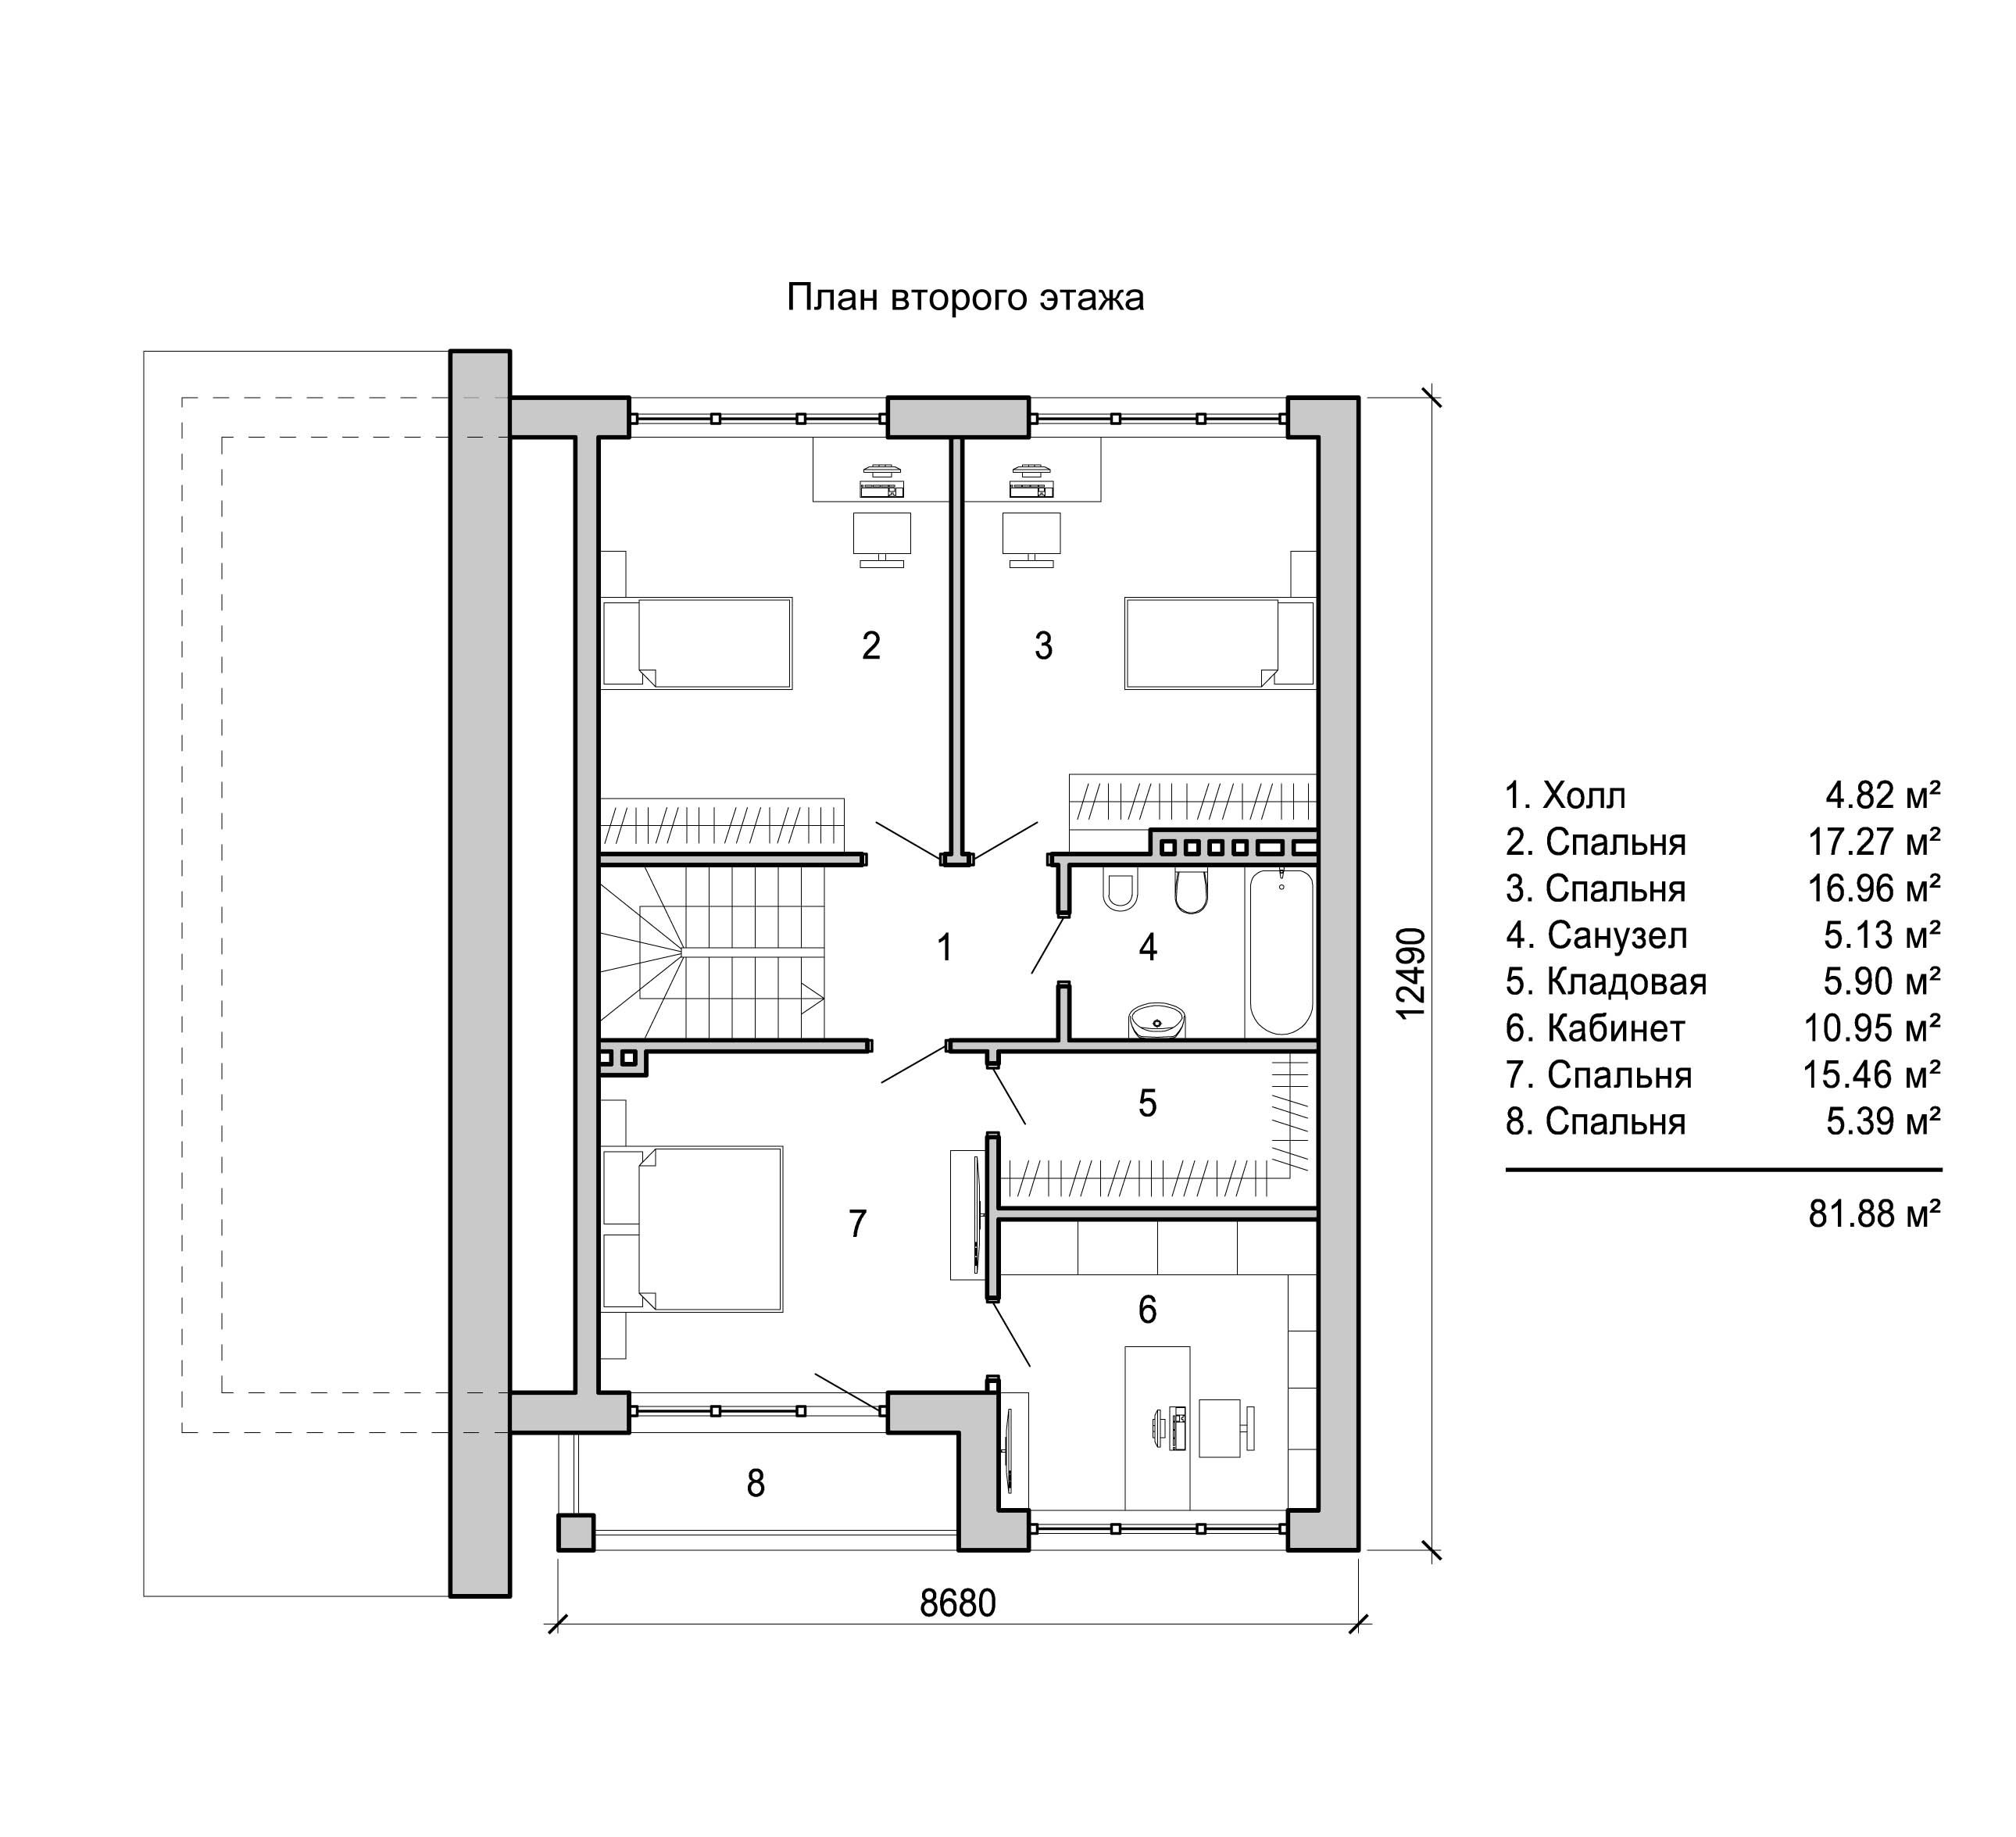 План второго этажа
1. Холл 4.82 м²
2. Спальня 17.27 м²
3. Спальня 16.96 м²
4. Санузел 5.13 м²
5. Кладовая 5.90 м²
6. Кабинет 10.95 м²
7. Спальня 15.46 м²
8. Спальня 5.39 м²
81.88 м²
2
3
1
4
5
7
6
8
12490
8680